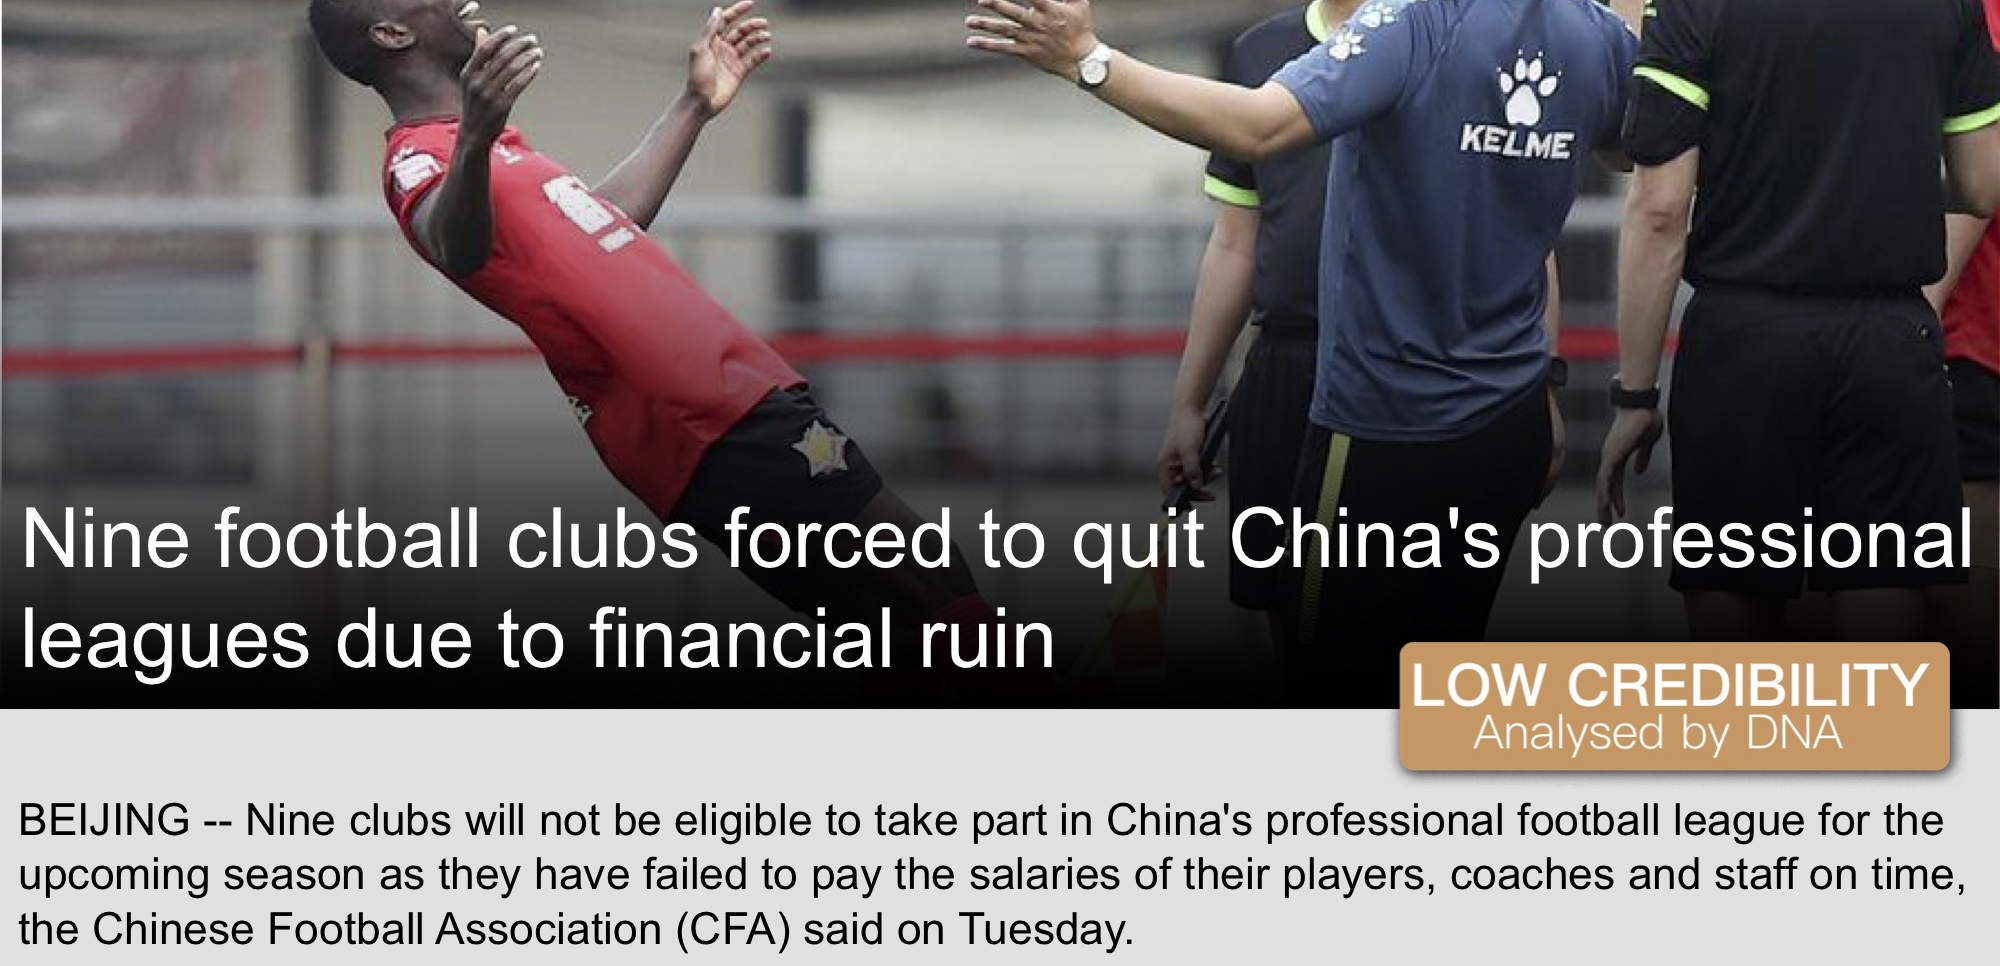 KELME
Nine football clubs forced to quit China's professional
leagues due to financial ruin
LOW CREDIBILITY
Analysed by DNA
BEIJING -- Nine clubs will not be eligible to take part in China's professional football league for the
upcoming season as they have failed to pay the salaries of their players, coaches and staff on time,
the Chinese Football Association (CFA) said on Tuesday.